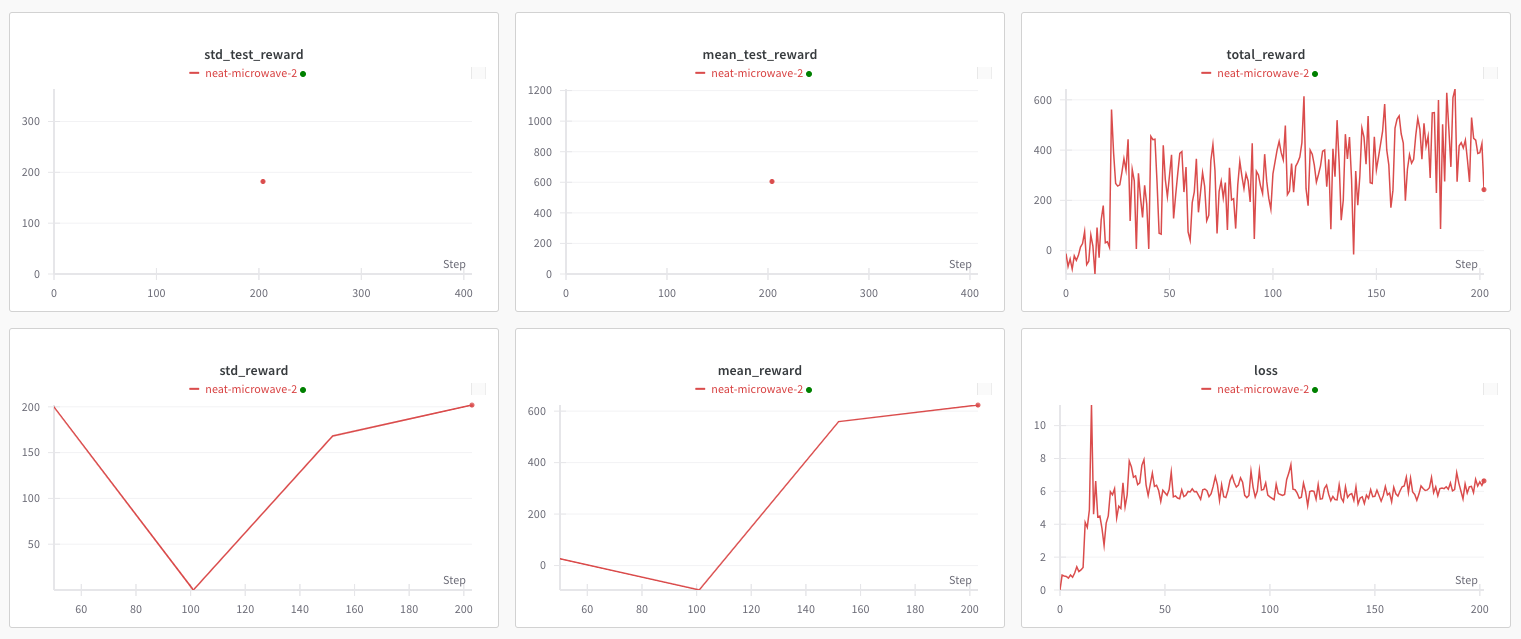 std_test_reward
neat-microwave-2
300
200
100
0
Step
0 100 200 300 400
mean_test_reward
neat-microwave-2
1200
1000
800
600
400
200
0
Step
0 100 200 300 400
total_reward
neat-microwave-2
600
400
200
0
Step
0 50 100 150 200
std_reward
neat-microwave-2
200
150
100
50
Step
60 80 100 120 140 160 180 200
mean_reward
neat-microwave-2
600
400
200
0
Step
60 80 100 120 140 160 180 200
loss
neat-microwave-2
10
8
6
4
2
0
Step
0 50 100 150 200